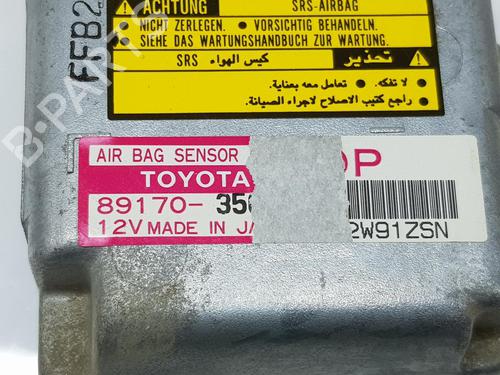 ACHTUNG
SRS-AIRBAG
● NICHT ZERLEGEN. ● VORSICHTIG BEHANDELN.
● SIEHE DAS WARTUNGSHANDBUCH ZUR WARTUNG.
SRS كيس الهواء
تحذير
● لا تفكه. ● تعامل معه بعناية.
● راجع كتيب الاصلاح لاجراء الصيانة.
FFB2
B-PARTS
AIR BAG SENSOR
TOYOTA
89170-35
12V MADE IN JA
2W91ZSN